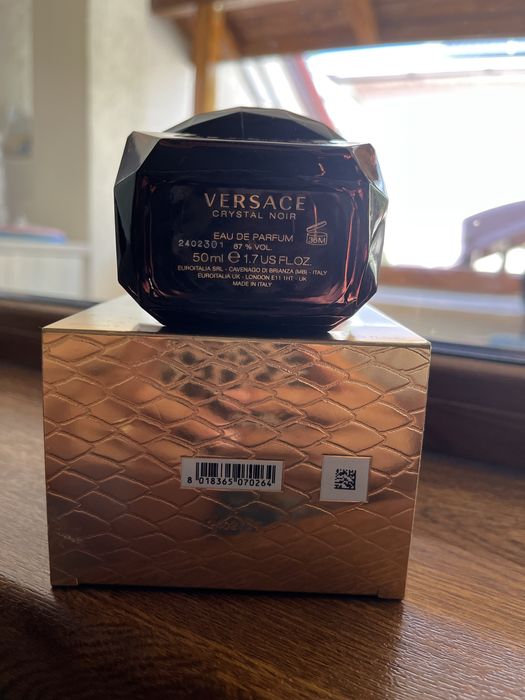 VERSACE
CRYSTAL NOIR
EAU DE PARFUM
36M
2402301 87 % VOL.
50ml ℮ 1.7 US FL.OZ.
EUROITALIA SRL - CAVENAGO DI BRIANZA (MB) - ITALY
EUROITALIA UK - LONDON E11 1HT - UK
MADE IN ITALY
8 018365 070264